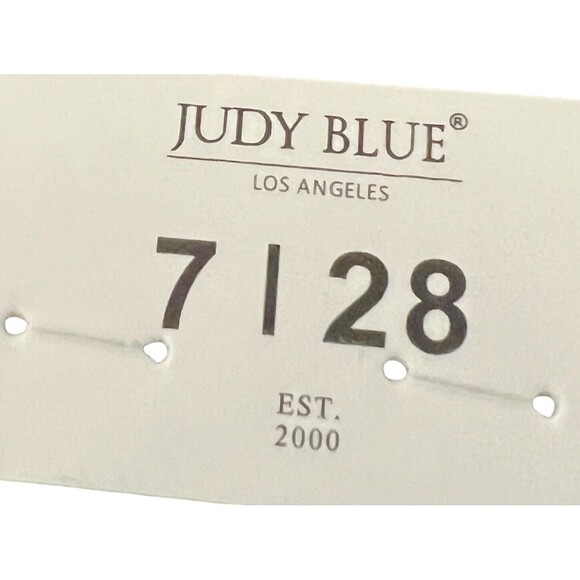 JUDY BLUE®
LOS ANGELES
7 | 28
EST.
2000